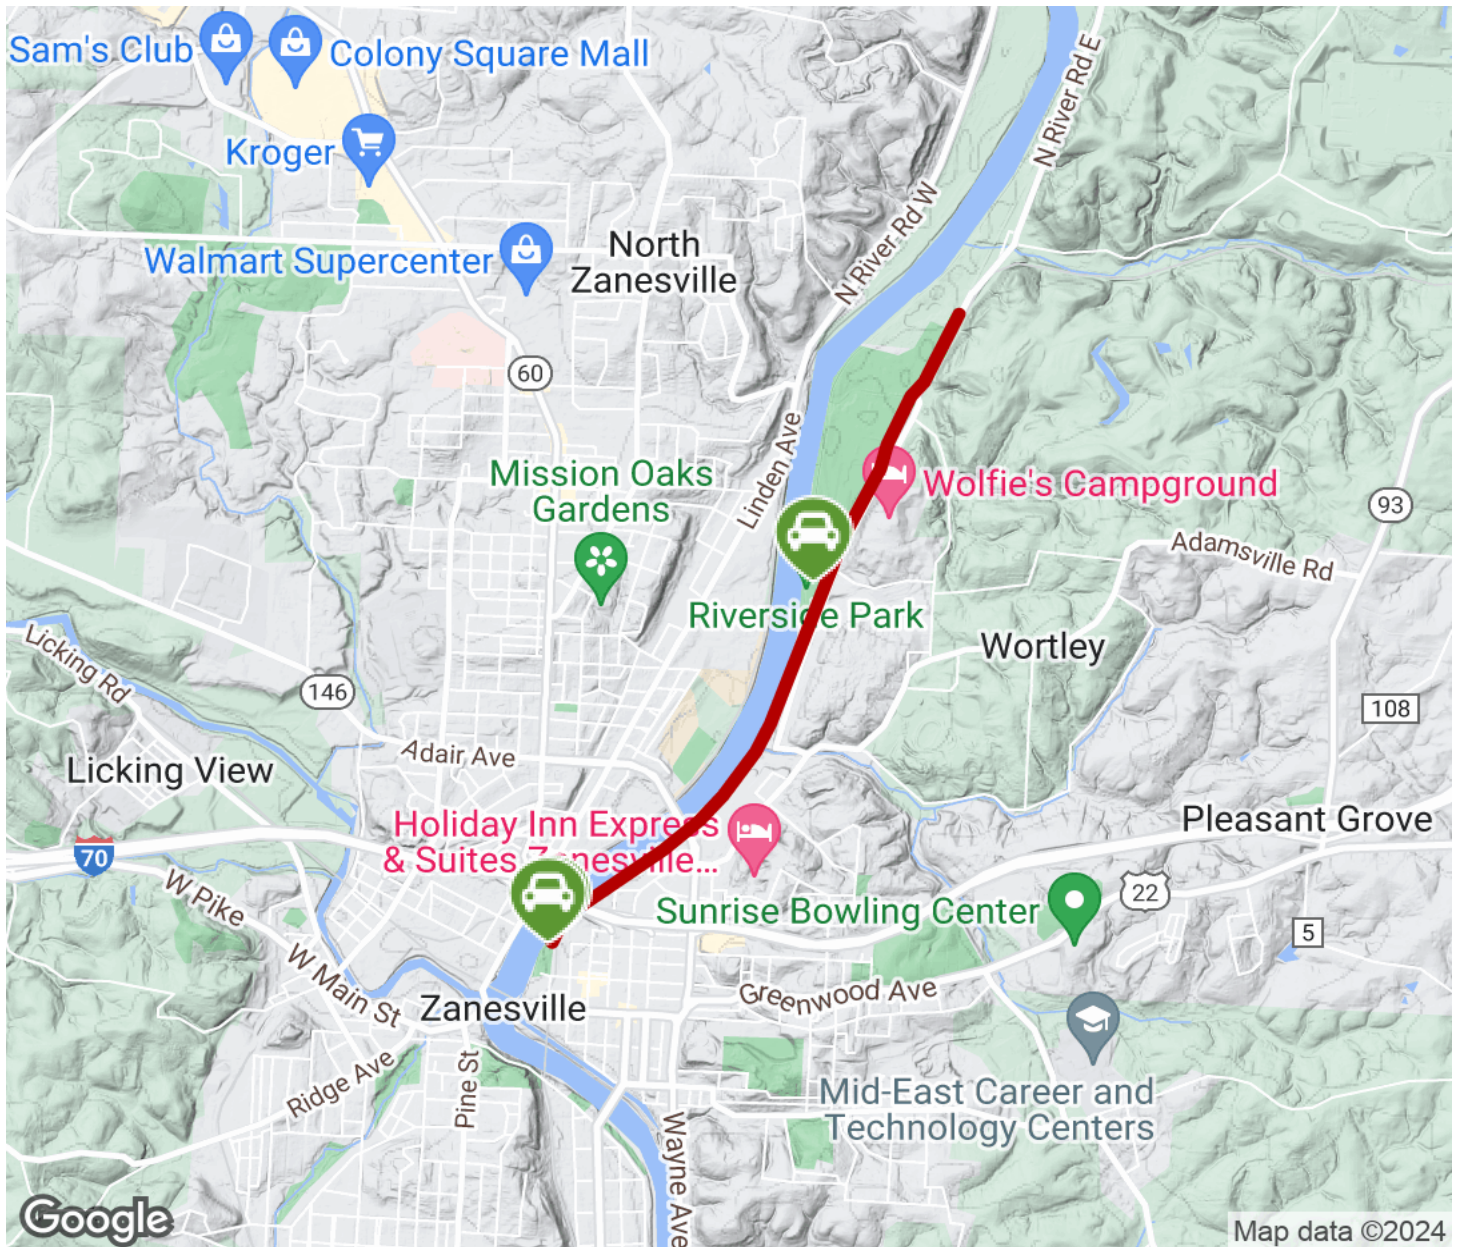 Sam's Club
Colony Square Mall
N River Rd E
Kroger
N River Rd W
North
Zanesville
Walmart Supercenter
60
Linden Ave
Mission Oaks
Gardens
Wolfie's Campground
93
Adamsville Rd
Riverside Park
Wortley
Licking Rd
146
108
Adair Ave
Licking View
Holiday Inn Express
& Suites Zanesville...
Pleasant Grove
70
W Pike
22
Sunrise Bowling Center
5
W Main St
Greenwood Ave
Zanesville
Ridge Ave
Pine St
Mid-East Career and
Technology Centers
Wayne Ave
Google
Map data ©2024